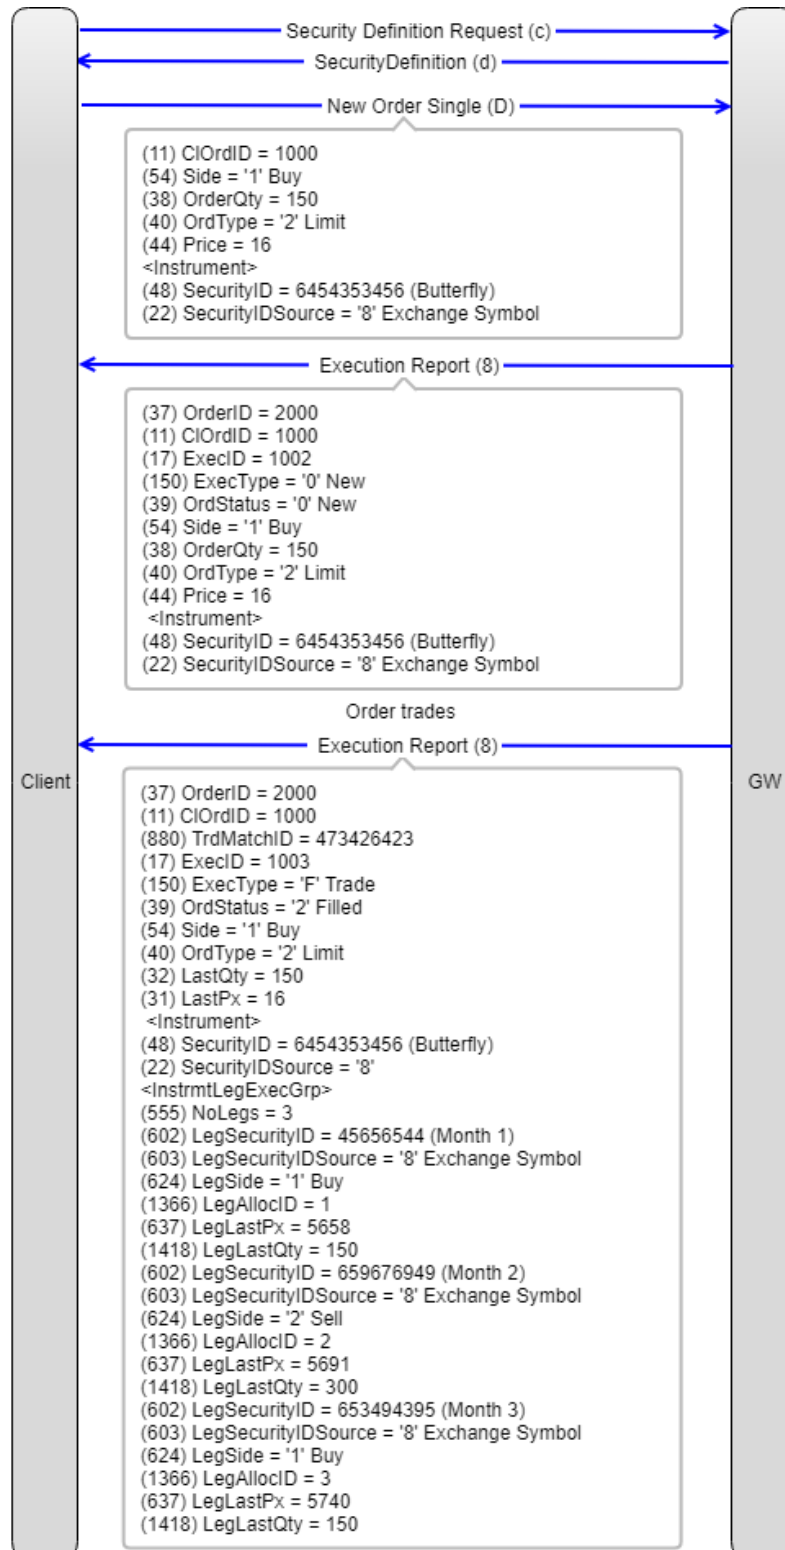 Security Definition Request (c)
SecurityDefinition (d)
New Order Single (D)
(11) ClOrdID = 1000
(54) Side = '1' Buy
(38) OrderQty = 150
(40) OrdType = '2' Limit
(44) Price = 16
<Instrument>
(48) SecurityID = 6454353456 (Butterfly)
(22) SecurityIDSource = '8' Exchange Symbol
Execution Report (8)
(37) OrderID = 2000
(11) ClOrdID = 1000
(17) ExecID = 1002
(150) ExecType = '0' New
(39) OrdStatus = '0' New
(54) Side = '1' Buy
(38) OrderQty = 150
(40) OrdType = '2' Limit
(44) Price = 16
<Instrument>
(48) SecurityID = 6454353456 (Butterfly)
(22) SecurityIDSource = '8' Exchange Symbol
Order trades
Execution Report (8)
Client
GW
(37) OrderID = 2000
(11) ClOrdID = 1000
(880) TrdMatchID = 473426423
(17) ExecID = 1003
(150) ExecType = 'F' Trade
(39) OrdStatus = '2' Filled
(54) Side = '1' Buy
(40) OrdType = '2' Limit
(32) LastQty = 150
(31) LastPx = 16
<Instrument>
(48) SecurityID = 6454353456 (Butterfly)
(22) SecurityIDSource = '8'
<InstrmtLegExecGrp>
(555) NoLegs = 3
(602) LegSecurityID = 45656544 (Month 1)
(603) LegSecurityIDSource = '8' Exchange Symbol
(624) LegSide = '1' Buy
(1366) LegAllocID = 1
(637) LegLastPx = 5658
(1418) LegLastQty = 150
(602) LegSecurityID = 659676949 (Month 2)
(603) LegSecurityIDSource = '8' Exchange Symbol
(624) LegSide = '2' Sell
(1366) LegAllocID = 2
(637) LegLastPx = 5691
(1418) LegLastQty = 300
(602) LegSecurityID = 653494395 (Month 3)
(603) LegSecurityIDSource = '8' Exchange Symbol
(624) LegSide = '1' Buy
(1366) LegAllocID = 3
(637) LegLastPx = 5740
(1418) LegLastQty = 150